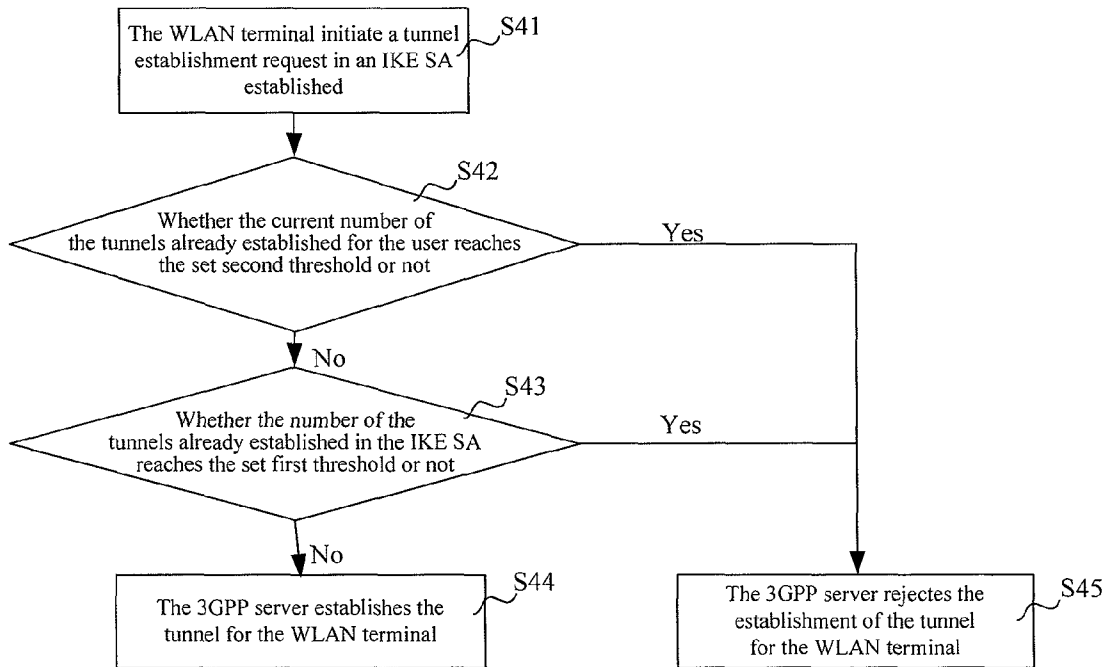 The WLAN terminal initiate a tunnel
establishment request in an IKE SA
established
S41
S42
Whether the current number of
the tunnels already established for the user reaches
the set second threshold or not
Yes
No
S43
Whether the number of the
tunnels already established in the IKE SA
reaches the set first threshold or not
Yes
No
S44
The 3GPP server establishes the
tunnel for the WLAN terminal
S45
The 3GPP server rejectes the
establishment of the tunnel
for the WLAN terminal